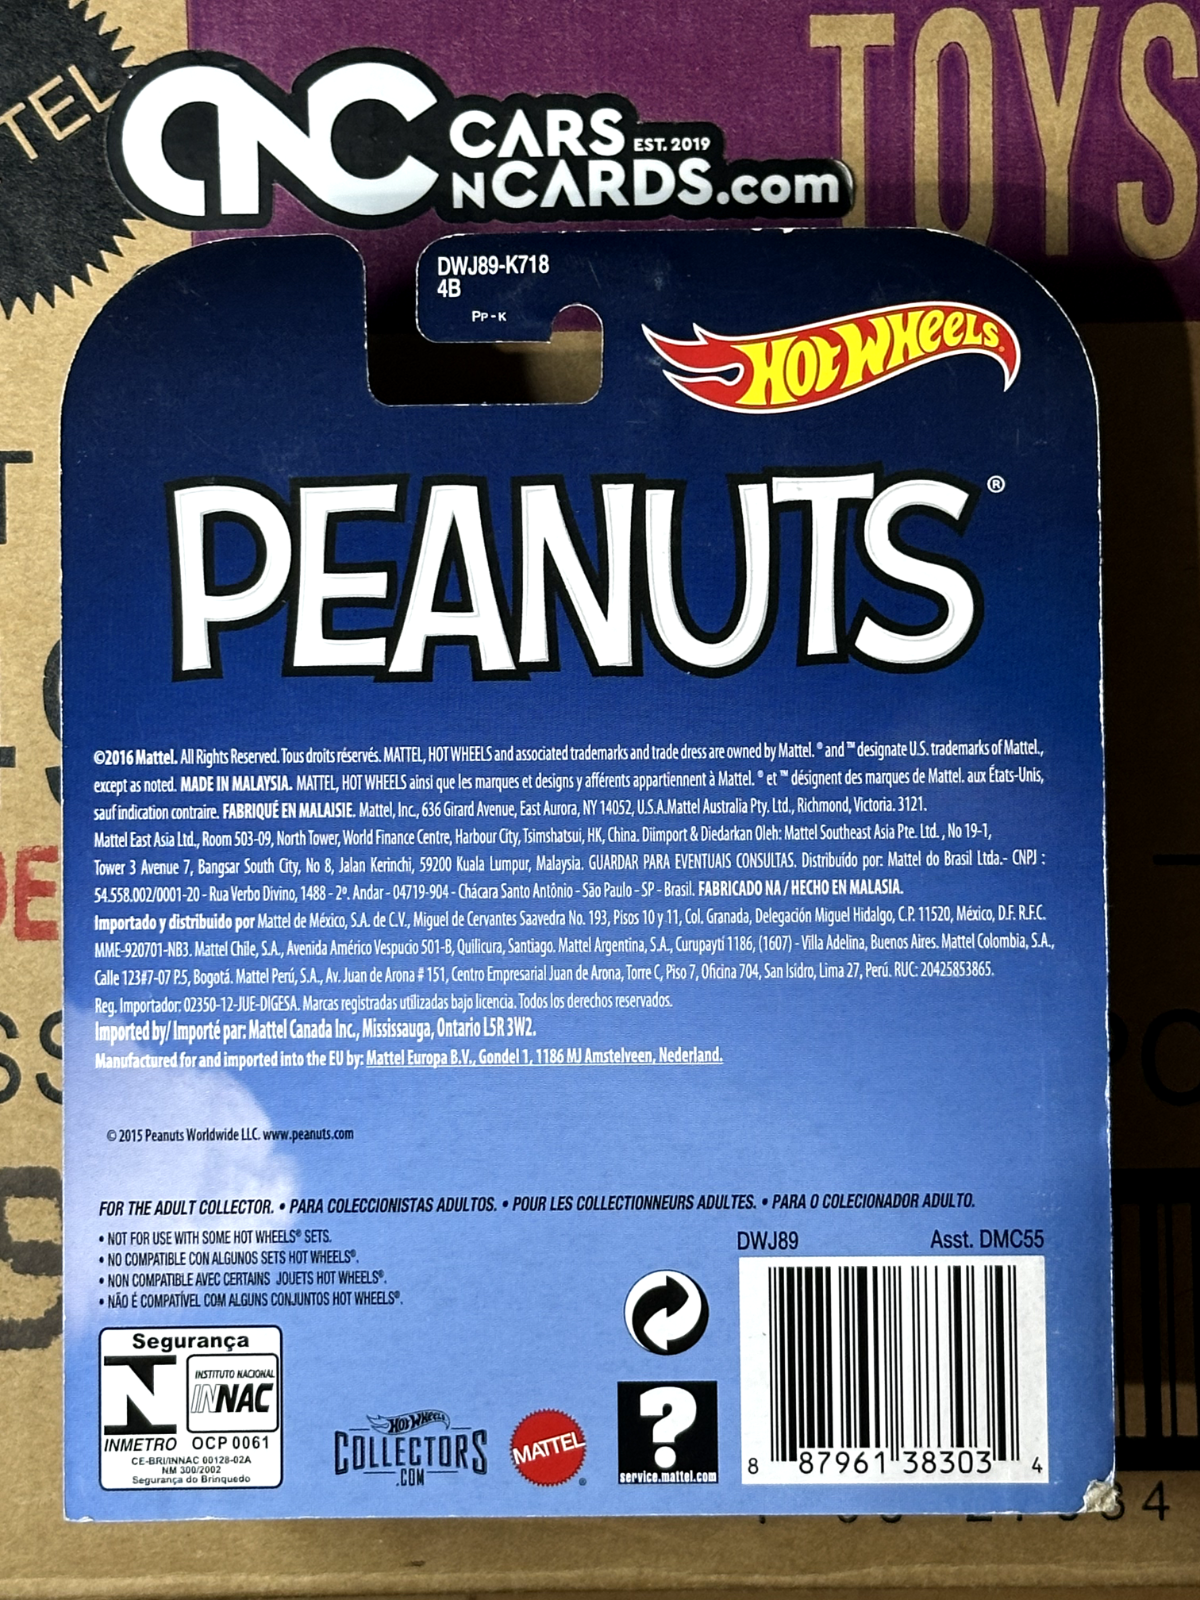 TEL
TOYS
CNC CARS EST. 2019
NCARDS.com
DWJ89-K718
4B
PP-K
HOT WHEELS
PEANUTS®
©2016 Mattel. All Rights Reserved. Tous droits réservés. MATTEL, HOT WHEELS and associated trademarks and trade dress are owned by Mattel. ® and ™ designate U.S. trademarks of Mattel.,
except as noted. MADE IN MALAYSIA. MATTEL, HOT WHEELS ainsi que les marques et designs y afférents appartiennent à Mattel. ® et ™ désignent des marques de Mattel. aux États-Unis,
sauf indication contraire. FABRIQUÉ EN MALAISIE. Mattel, Inc., 636 Girard Avenue, East Aurora, NY 14052, U.S.A.Mattel Australia Pty. Ltd., Richmond, Victoria. 3121.
Mattel East Asia Ltd., Room 503-09, North Tower, World Finance Centre, Harbour City, Tsimshatsui, HK, China. Diimport & Diedarkan Oleh: Mattel Southeast Asia Pte. Ltd. , No 19-1,
Tower 3 Avenue 7, Bangsar South City, No 8, Jalan Kerinchi, 59200 Kuala Lumpur, Malaysia. GUARDAR PARA EVENTUAIS CONSULTAS. Distribuído por: Mattel do Brasil Ltda.- CNPJ :
54.558.002/0001-20 - Rua Verbo Divino, 1488 - 2º. Andar - 04719-904 - Chácara Santo Antônio - São Paulo - SP - Brasil. FABRICADO NA / HECHO EN MALASIA.
Importado y distribuido por Mattel de México, S.A. de C.V., Miguel de Cervantes Saavedra No. 193, Pisos 10 y 11, Col. Granada, Delegación Miguel Hidalgo, C.P. 11520, México, D.F. R.F.C.
MME-920701-NB3. Mattel Chile, S.A., Avenida Américo Vespucio 501-B, Quilicura, Santiago. Mattel Argentina, S.A., Curupaytí 1186, (1607) - Villa Adelina, Buenos Aires. Mattel Colombia, S.A.,
Calle 123#7-07 P.5, Bogotá. Mattel Perú, S.A., Av. Juan de Arona # 151, Centro Empresarial Juan de Arona, Torre C, Piso 7, Oficina 704, San Isidro, Lima 27, Perú. RUC: 20425853865.
Reg. Importador: 02350-12-JUE-DIGESA. Marcas registradas utilizadas bajo licencia. Todos los derechos reservados.
Imported by/ Importé par: Mattel Canada Inc., Mississauga, Ontario L5R 3W2.
Manufactured for and imported into the EU by: Mattel Europa B.V., Gondel 1, 1186 MJ Amstelveen, Nederland.
© 2015 Peanuts Worldwide LLC. www.peanuts.com
FOR THE ADULT COLLECTOR. • PARA COLECCIONISTAS ADULTOS. • POUR LES COLLECTIONNEURS ADULTES. • PARA O COLECIONADOR ADULTO.
• NOT FOR USE WITH SOME HOT WHEELS® SETS.
• NO COMPATIBLE CON ALGUNOS SETS HOT WHEELS®.
• NON COMPATIBLE AVEC CERTAINS JOUETS HOT WHEELS®.
• NÃO É COMPATÍVEL COM ALGUNS CONJUNTOS HOT WHEELS®.
DWJ89 Asst. DMC55
Segurança
INSTITUTO NACIONAL
INNAC
INMETRO OCP 0061
CE-BRI/INNAC 00128-02A
NM 300/2002
Segurança do Brinquedo
HOT WHEELS
COLLECTORS
.COM
MATTEL®
?
service.mattel.com
8 87961 38303 4